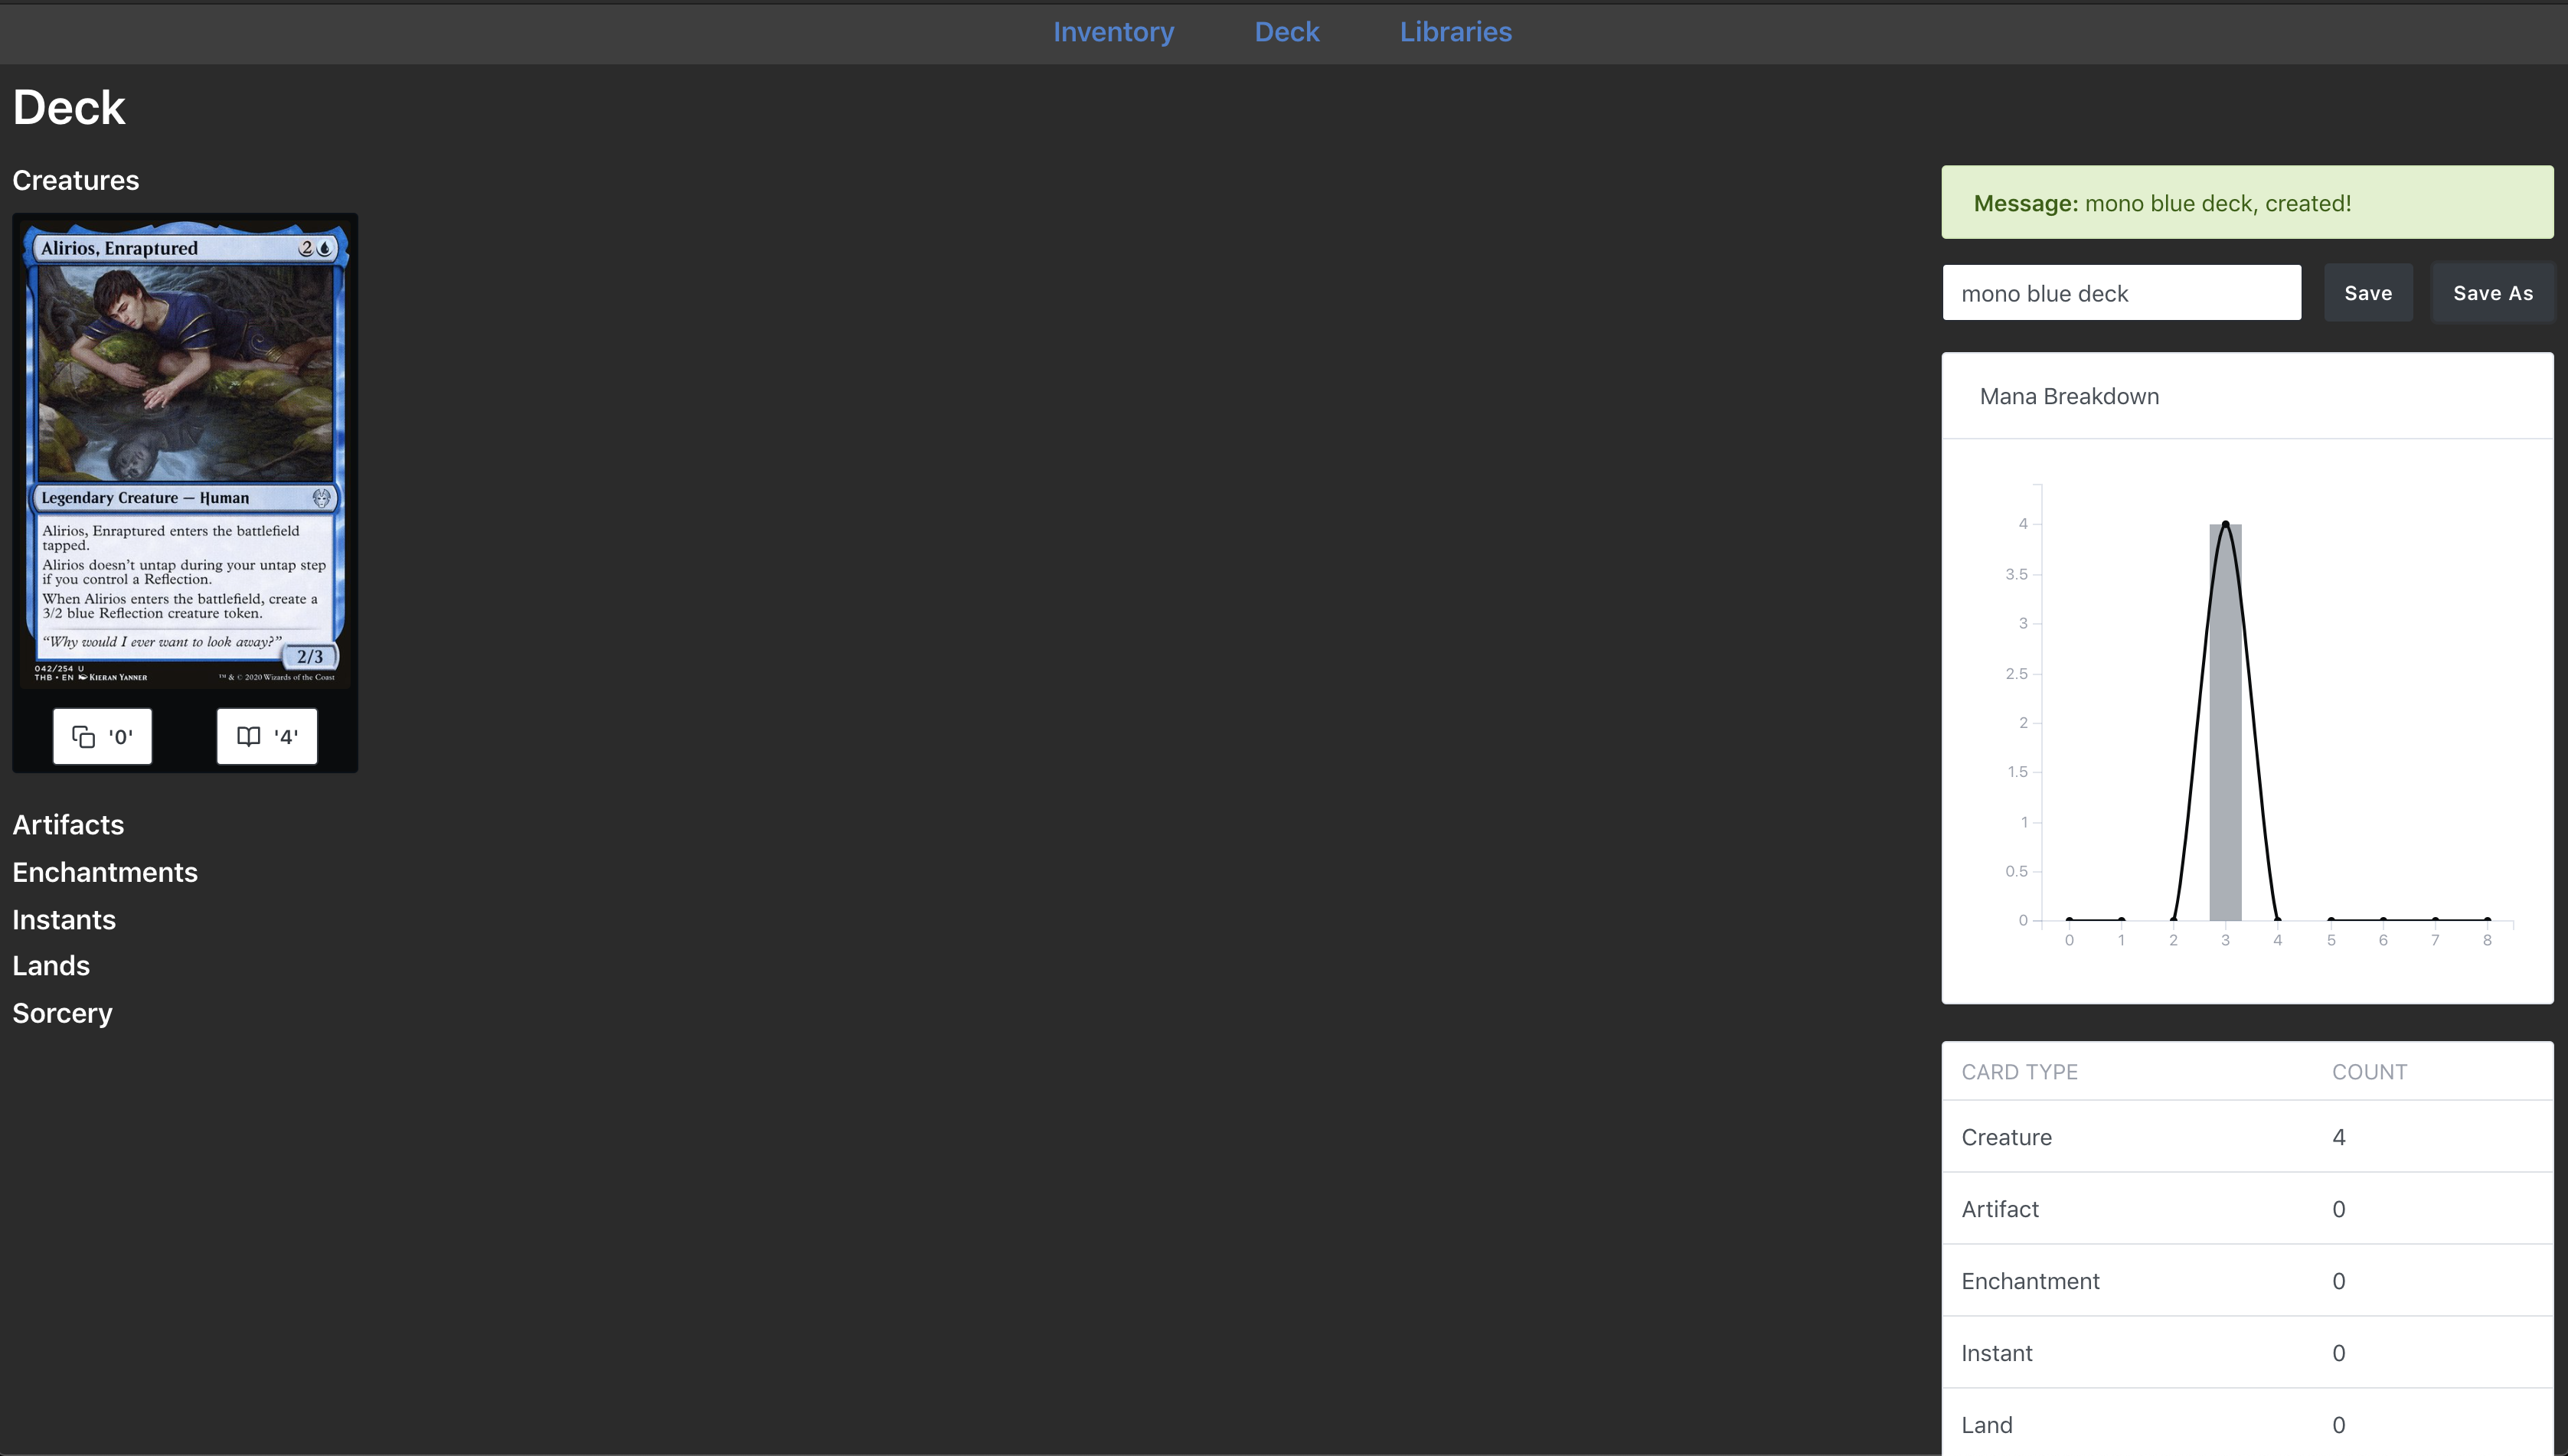 Inventory Deck Libraries
Deck
Creatures
Alirios, Enraptured 2
Legendary Creature — Human
Alirios, Enraptured enters the battlefield
tapped.
Alirios doesn't untap during your untap step
if you control a Reflection.
When Alirios enters the battlefield, create a
3/2 blue Reflection creature token.
“Why would I ever want to look away?”
2/3
042/254 U
THB • EN KIERAN YANNER ™ & © 2020 Wizards of the Coast
'0' '4'
Artifacts
Enchantments
Instants
Lands
Sorcery
Message: mono blue deck, created!
mono blue deck Save Save As
Mana Breakdown
4
3.5
3
2.5
2
1.5
1
0.5
0
0 1 2 3 4 5 6 7 8
CARD TYPE COUNT
Creature 4
Artifact 0
Enchantment 0
Instant 0
Land 0